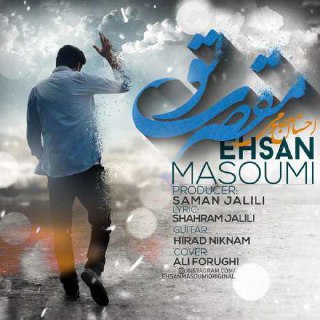 مقصر تو
احسان معصومی
EHSAN
MASOUMI
PRODUCER:
SAMAN JALILI
LYRIC:
SHAHRAM JALILI
GUITAR:
HIRAD NIKNAM
COVER:
ALI FORUGHI
INSTAGRAM.COM/
EHSANMASOUMIORIGINAL